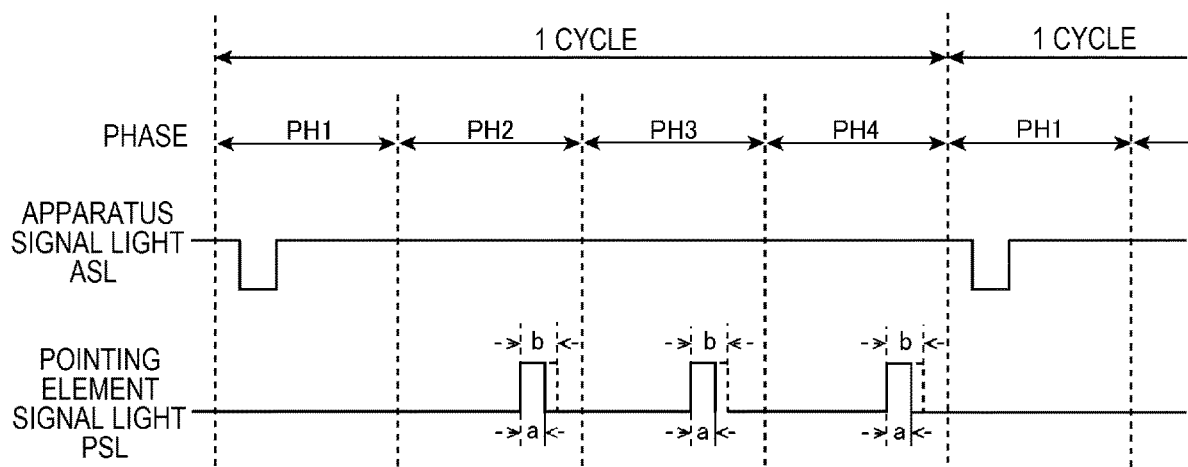 1 CYCLE 1 CYCLE
PHASE PH1 PH2 PH3 PH4 PH1
APPARATUS
SIGNAL LIGHT
ASL
b b b
POINTING
ELEMENT
SIGNAL LIGHT
PSL
a a a